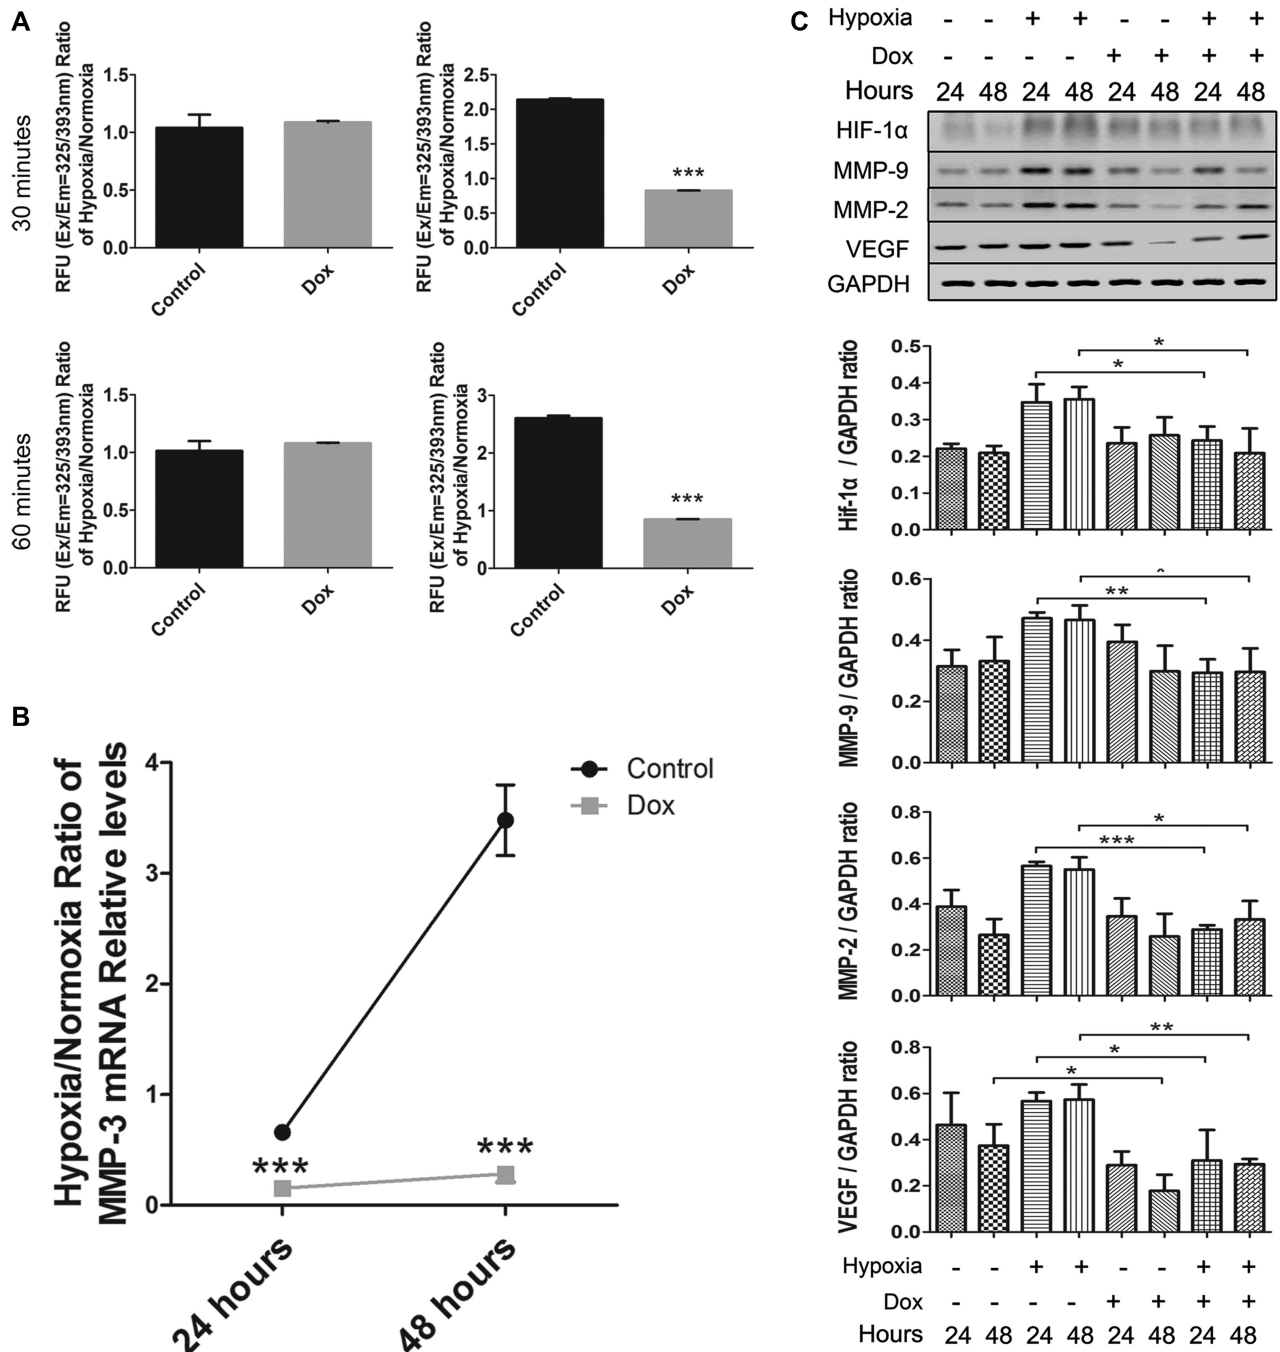 A
30 minutes
RFU (Ex/Em=325/393nm) Ratio
of Hypoxia/Normoxia
1.5
1.0
0.5
0.0
Control
Dox
RFU (Ex/Em=325/393nm) Ratio
of Hypoxia/Normoxia
2.5
2.0
1.5
1.0
0.5
0.0
***
Control
Dox
60 minutes
RFU (Ex/Em=325/393nm) Ratio
of Hypoxia/Normoxia
1.5
1.0
0.5
0.0
Control
Dox
RFU (Ex/Em=325/393nm) Ratio
of Hypoxia/Normoxia
3
2
1
0
***
Control
Dox
B
Hypoxia/Normoxia Ratio of
MMP-3 mRNA Relative levels
4
3
2
1
0
Control
Dox
***
***
24 hours
48 hours
C
Hypoxia - - + + - - + +
Dox - - - - + + + +
Hours 24 48 24 48 24 48 24 48
HIF-1α
MMP-9
MMP-2
VEGF
GAPDH
Hif-1α / GAPDH ratio
0.5
0.4
0.3
0.2
0.1
0.0
*
*
MMP-9 / GAPDH ratio
0.6
0.4
0.2
0.0
**
MMP-2 / GAPDH ratio
0.8
0.6
0.4
0.2
0.0
*
***
VEGF / GAPDH ratio
0.8
0.6
0.4
0.2
0.0
**
*
*
Hypoxia - - + + - - + +
Dox - - - - + + + +
Hours 24 48 24 48 24 48 24 48